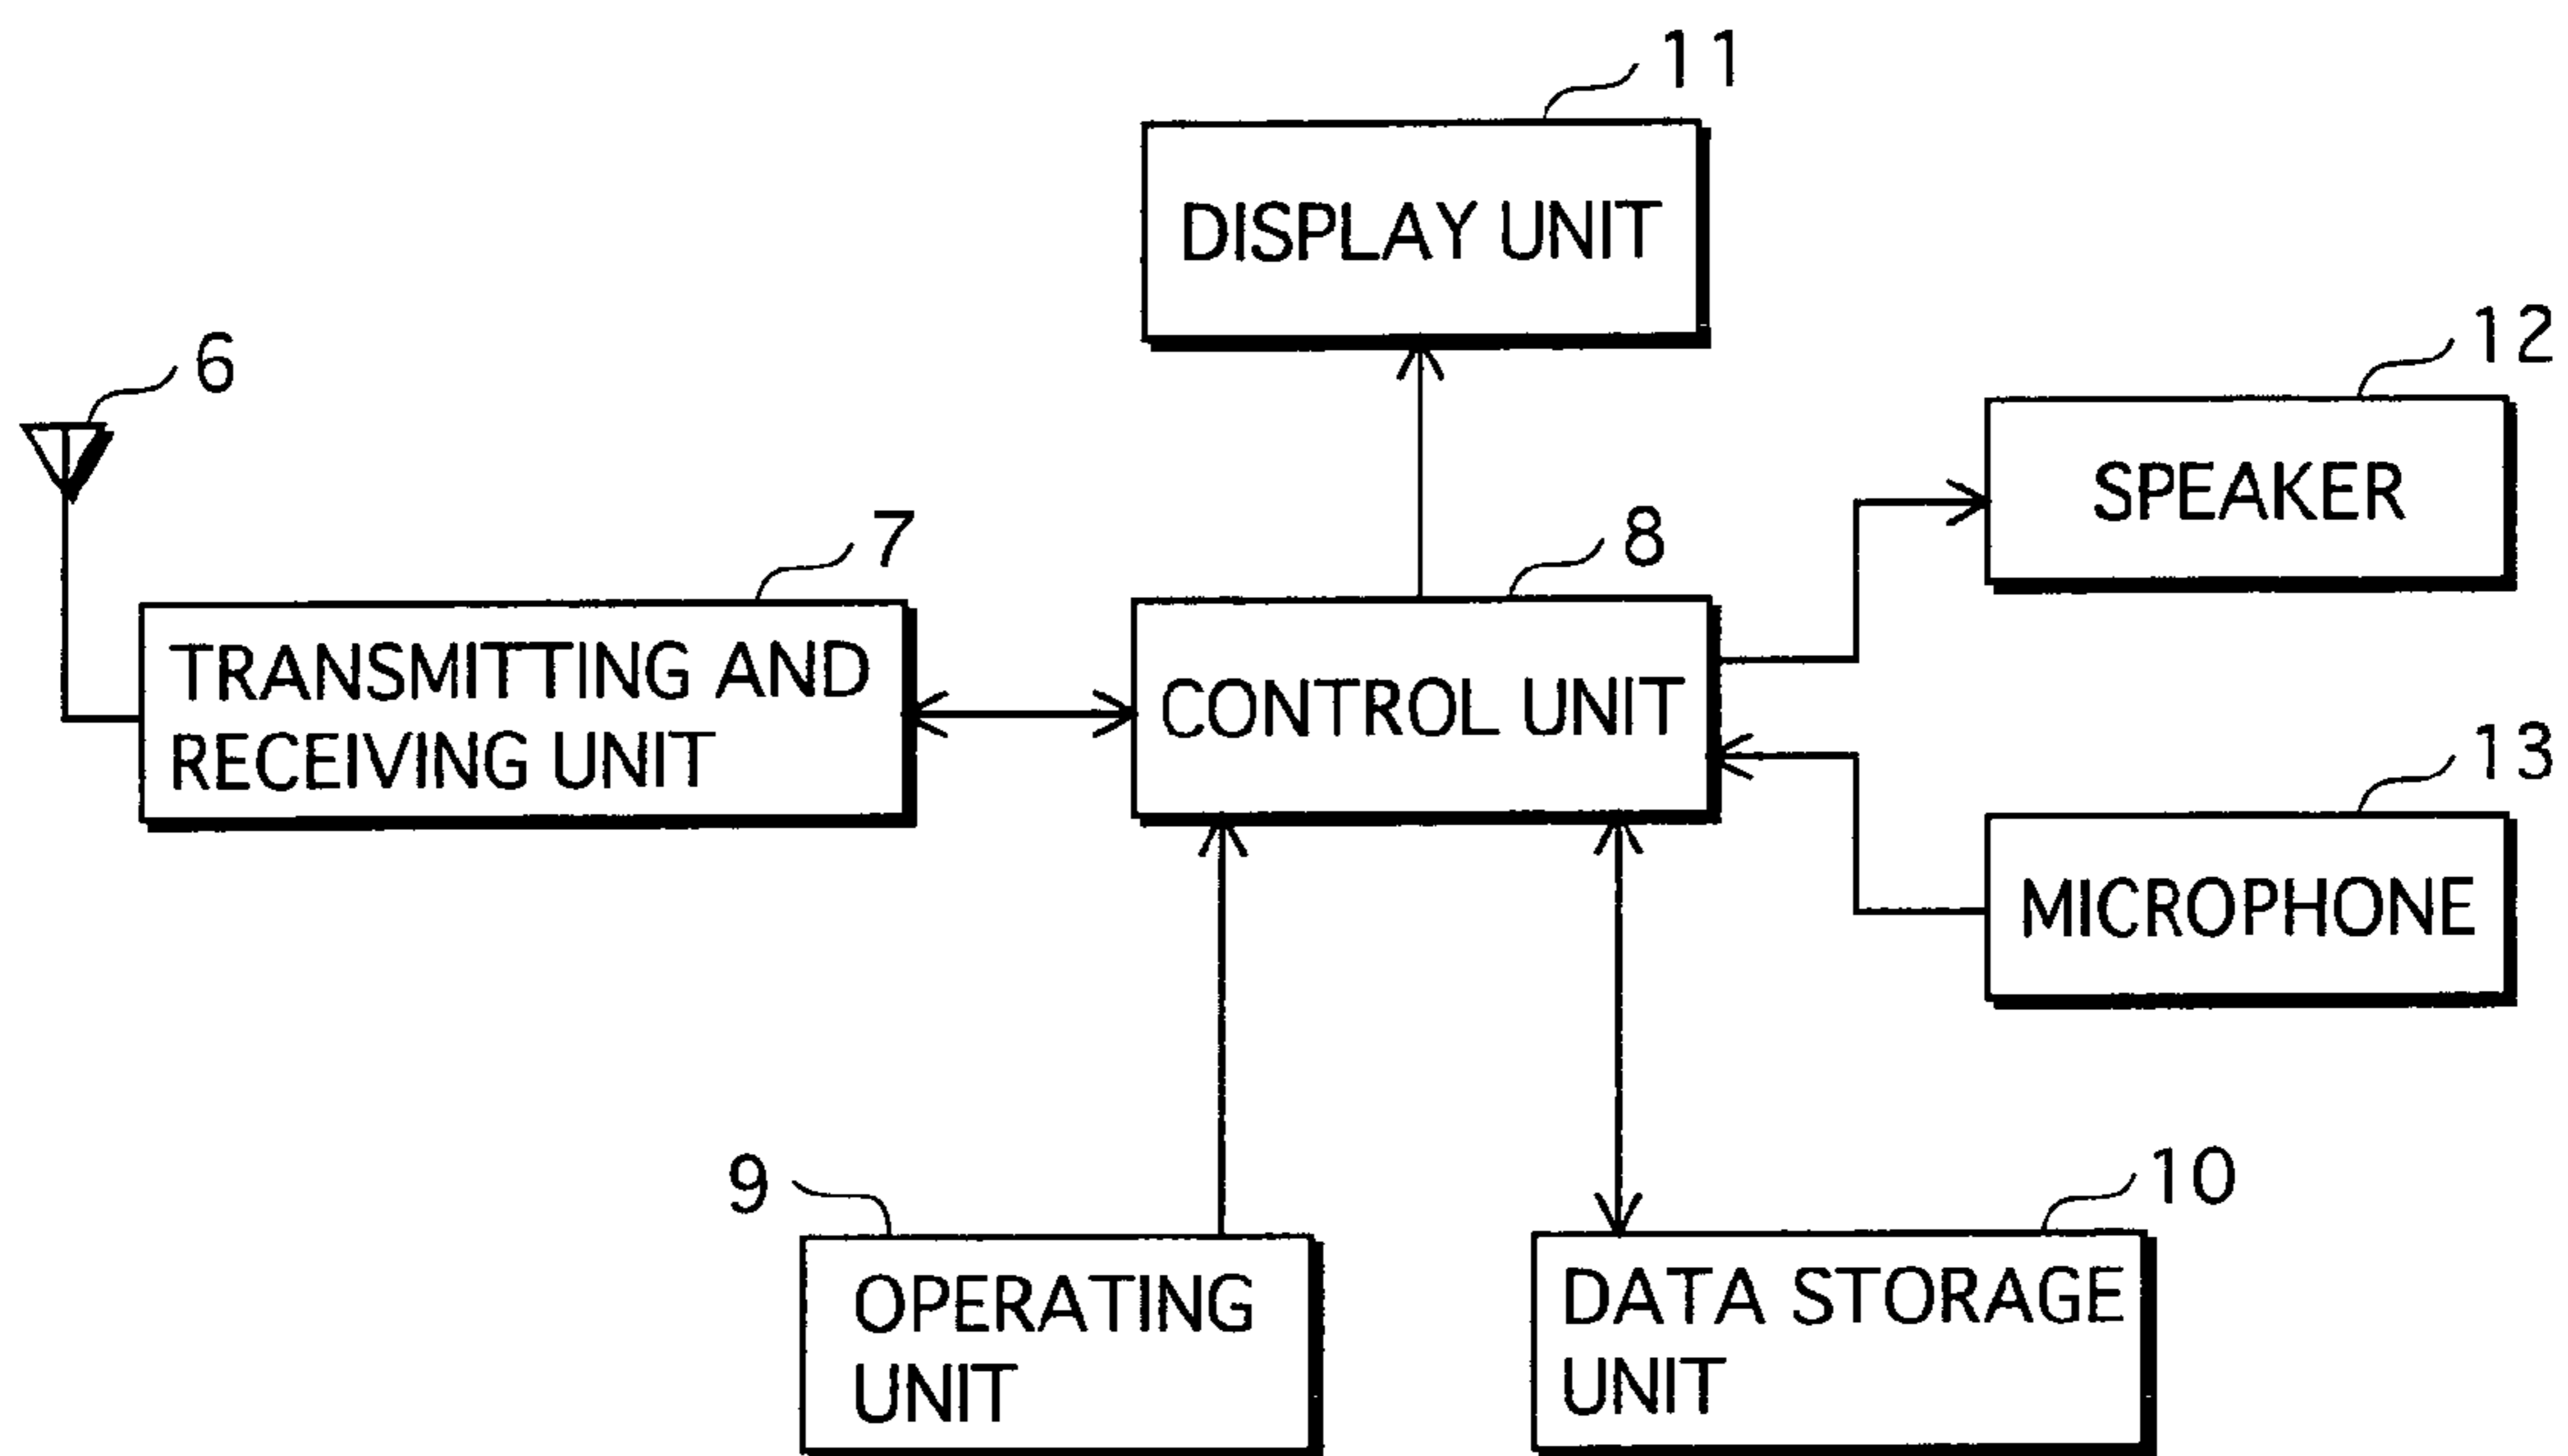 11
DISPLAY UNIT
6
12
SPEAKER
7
8
TRANSMITTING AND
RECEIVING UNIT
CONTROL UNIT
13
MICROPHONE
9
10
OPERATING
UNIT
DATA STORAGE
UNIT